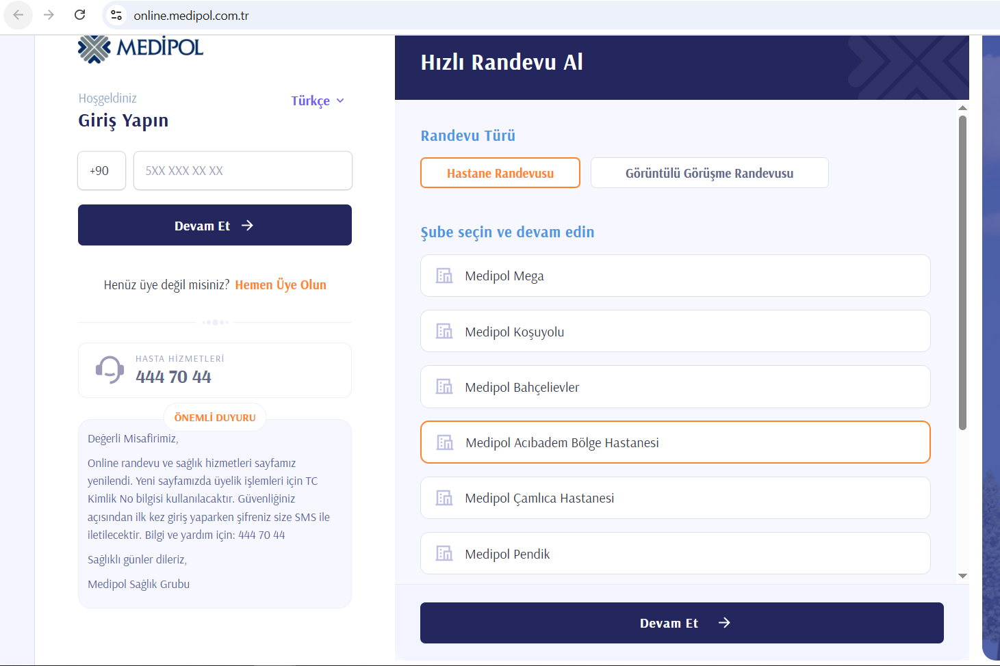 online.medipol.com.tr
MEDİPOL
Hoşgeldiniz
Türkçe
Giriş Yapın
+90
5XX XXX XX XX
Devam Et
Henüz üye değil misiniz? Hemen Üye Olun
HASTA HİZMETLERİ
444 70 44
ÖNEMLİ DUYURU
Değerli Misafirimiz,
Online randevu ve sağlık hizmetleri sayfamız
yenilendi. Yeni sayfamızda üyelik işlemleri için TC
Kimlik No bilgisi kullanılacaktır. Güvenliğiniz
açısından ilk kez giriş yaparken şifreniz size SMS ile
iletilecektir. Bilgi ve yardım için: 444 70 44
Sağlıklı günler dileriz,
Medipol Sağlık Grubu
Hızlı Randevu Al
Randevu Türü
Hastane Randevusu
Görüntülü Görüşme Randevusu
Şube seçin ve devam edin
Medipol Mega
Medipol Koşuyolu
Medipol Bahçelievler
Medipol Acıbadem Bölge Hastanesi
Medipol Çamlıca Hastanesi
Medipol Pendik
Devam Et